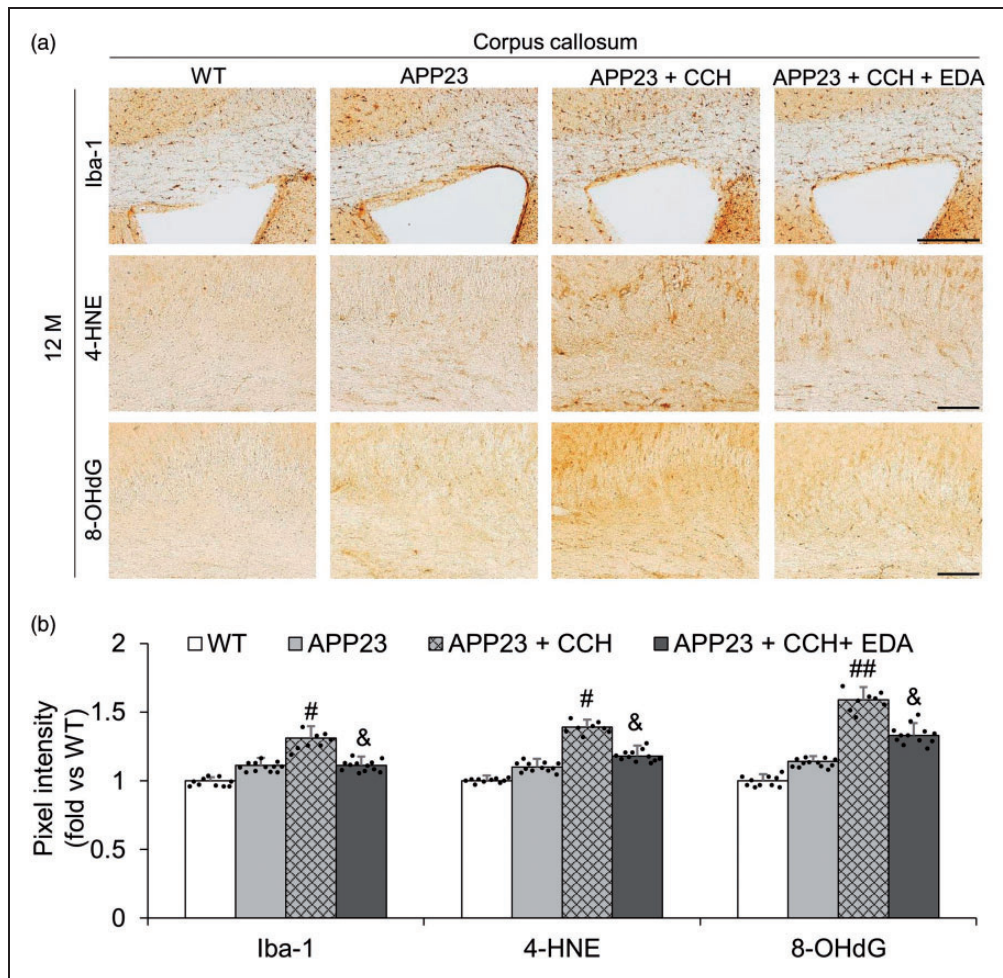 (a)
Corpus callosum
WT APP23 APP23 + CCH APP23 + CCH + EDA
12 M
Iba-1
4-HNE
8-OHdG
(b)
WT APP23 APP23 + CCH APP23 + CCH+ EDA
Pixel intensity
(fold vs WT)
2
1.5
1
0.5
0
# & # & ## &
Iba-1 4-HNE 8-OHdG